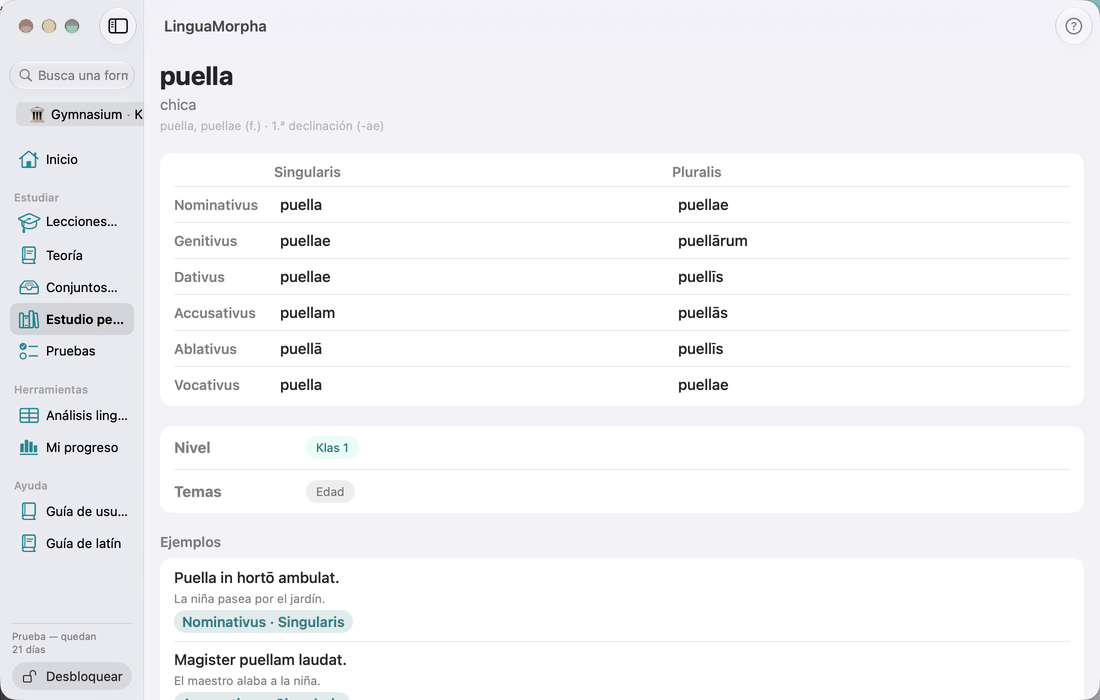 LinguaMorpha
Busca una forn
Gymnasium · K
Inicio
Estudiar
Lecciones...
Teoría
Conjuntos...
Estudio pe...
Pruebas
Herramientas
Análisis ling...
Mi progreso
Ayuda
Guía de usu...
Guía de latín
Prueba — quedan
21 días
Desbloquear
puella
chica
puella, puellae (f.) · 1.ª declinación (-ae)
Singularis Pluralis
Nominativus puella puellae
Genitivus puellae puellārum
Dativus puellae puellīs
Accusativus puellam puellās
Ablativus puellā puellīs
Vocativus puella puellae
Nivel Klas 1
Temas Edad
Ejemplos
Puella in hortō ambulat.
La niña pasea por el jardín.
Nominativus · Singularis
Magister puellam laudat.
El maestro alaba a la niña.